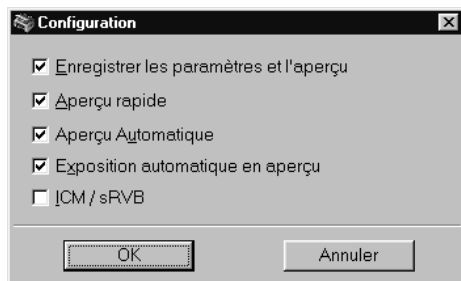 Configuration
Enregistrer les paramètres et l'aperçu
Aperçu rapide
Aperçu Automatique
Exposition automatique en aperçu
ICM / sRVB
OK
Annuler